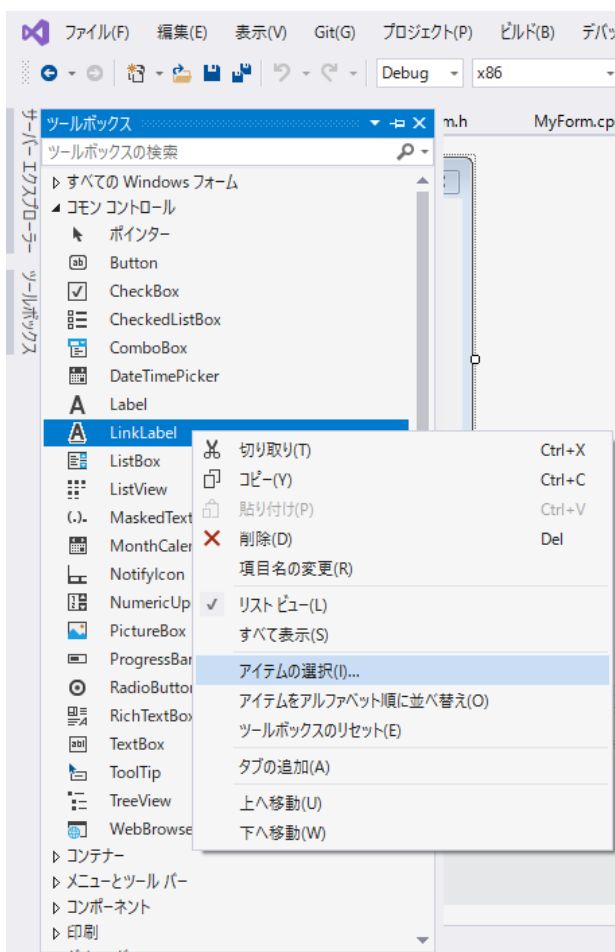 ファイル(F) 編集(E) 表示(V) Git(G) プロジェクト(P) ビルド(B) デバッ
Debug x86
サーバー エクスプローラー
ツールボックス
ツールボックス
m.h MyForm.cp
ツールボックスの検索
すべての Windows フォーム
コモン コントロール
ポインター
Button
CheckBox
CheckedListBox
ComboBox
DateTimePicker
Label
LinkLabel
ListBox
ListView
MaskedText
MonthCaler
NotifyIcon
NumericUp
PictureBox
ProgressBar
RadioButto
RichTextBox
TextBox
ToolTip
TreeView
WebBrowse
コンテナー
メニューとツール バー
コンポーネント
印刷
切り取り(T) Ctrl+X
コピー(Y) Ctrl+C
貼り付け(P) Ctrl+V
削除(D) Del
項目名の変更(R)
リスト ビュー(L)
すべて表示(S)
アイテムの選択(I)...
アイテムをアルファベット順に並べ替え(O)
ツールボックスのリセット(E)
タブの追加(A)
上へ移動(U)
下へ移動(W)